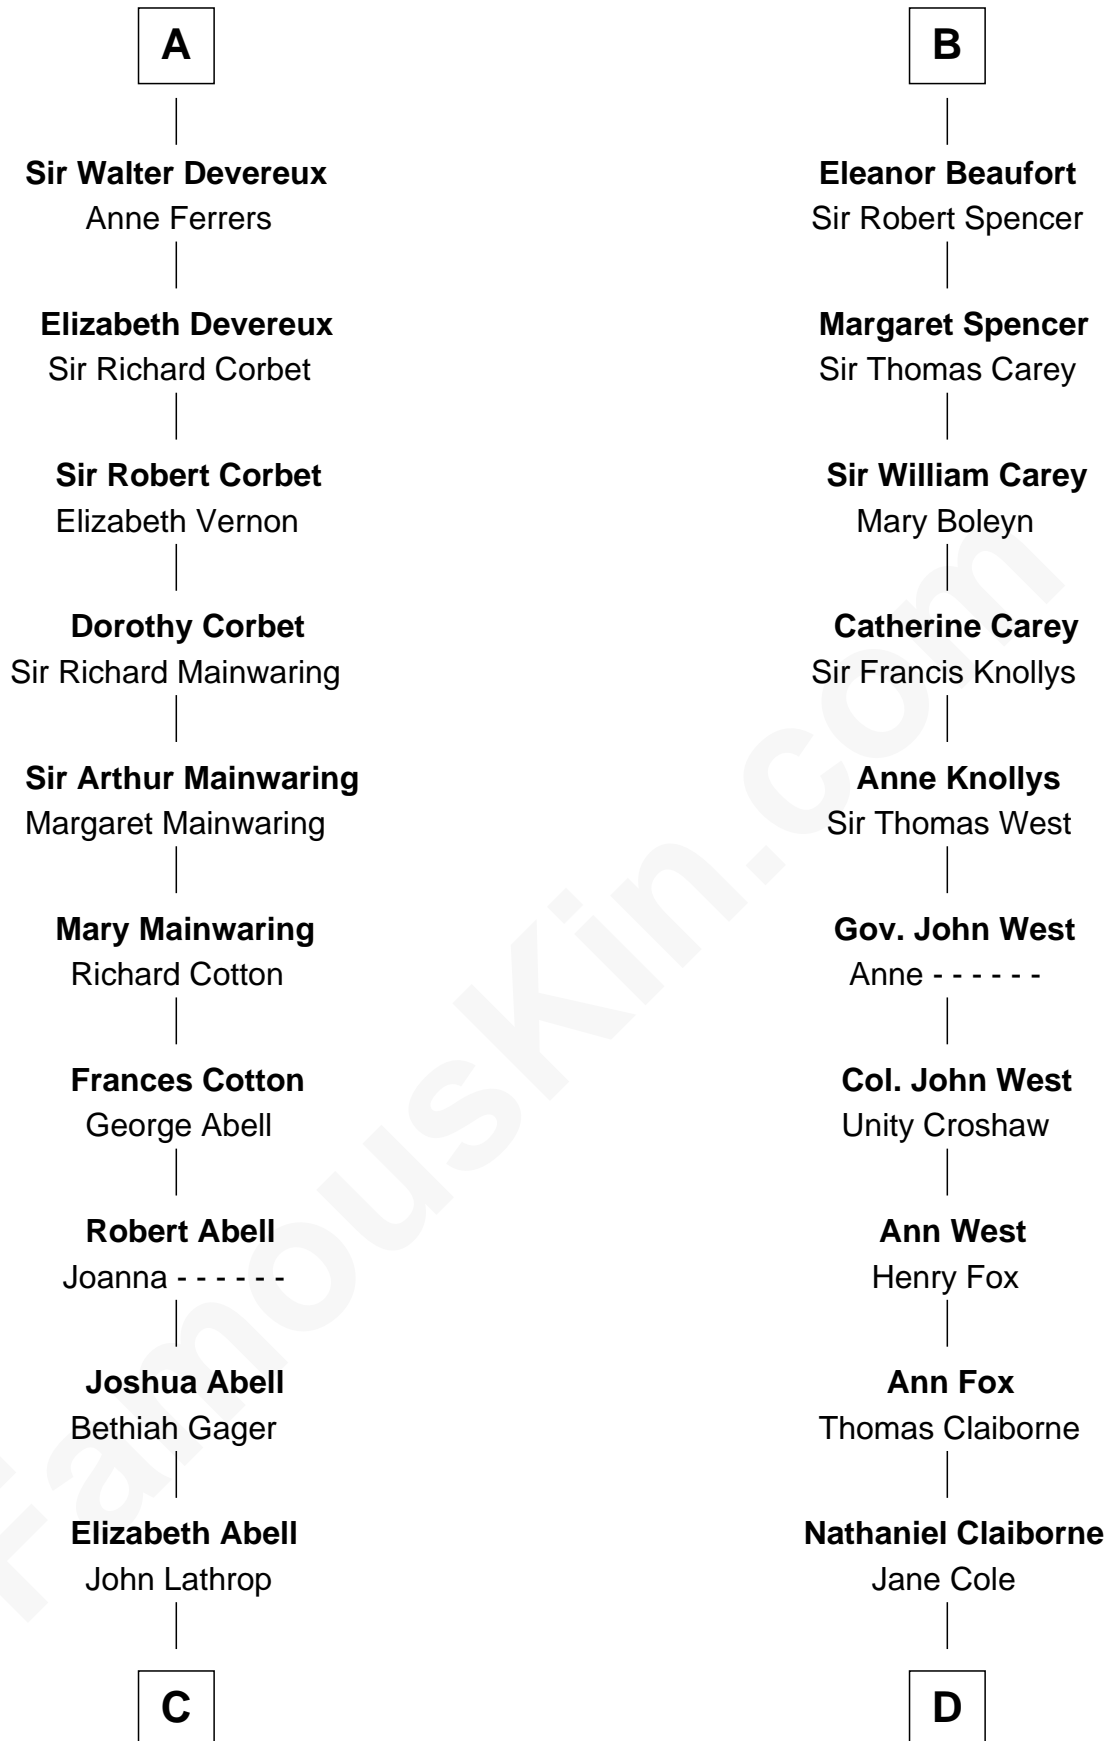 A
Sir Walter Devereux
Anne Ferrers
Elizabeth Devereux
Sir Richard Corbet
Sir Robert Corbet
Elizabeth Vernon
Dorothy Corbet
Sir Richard Mainwaring
Sir Arthur Mainwaring
Margaret Mainwaring
Mary Mainwaring
Richard Cotton
Frances Cotton
George Abell
Robert Abell
Joanna - - - - - -
Joshua Abell
Bethiah Gager
Elizabeth Abell
John Lathrop
C
B
Eleanor Beaufort
Sir Robert Spencer
Margaret Spencer
Sir Thomas Carey
Sir William Carey
Mary Boleyn
Catherine Carey
Sir Francis Knollys
Anne Knollys
Sir Thomas West
Gov. John West
Anne - - - - - -
Col. John West
Unity Croshaw
Ann West
Henry Fox
Ann Fox
Thomas Claiborne
Nathaniel Claiborne
Jane Cole
D
FamousKin.com